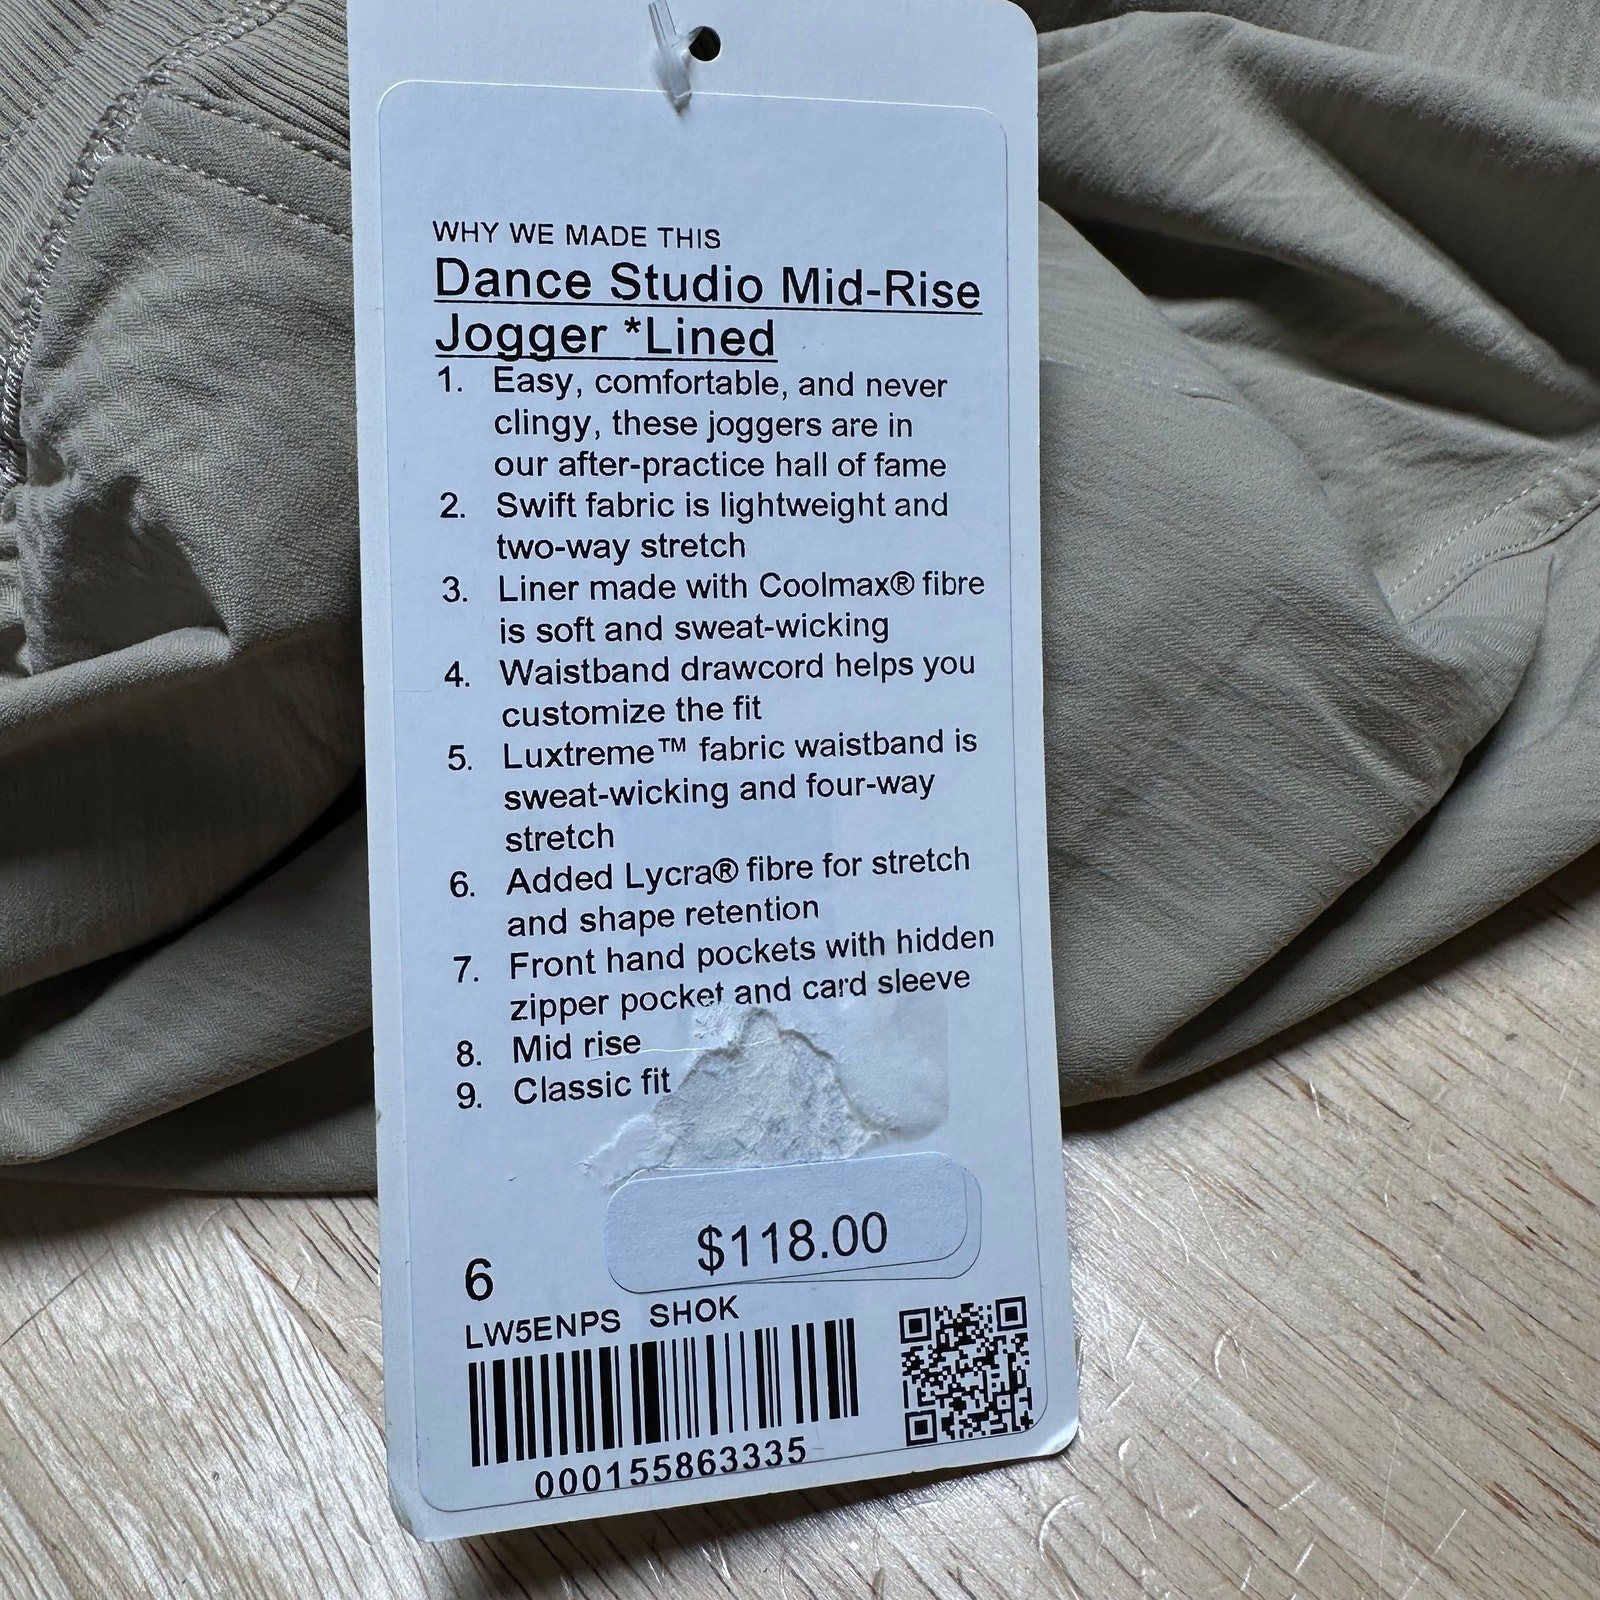 WHY WE MADE THIS
Dance Studio Mid-Rise
Jogger *Lined
1. Easy, comfortable, and never
clingy, these joggers are in
our after-practice hall of fame
2. Swift fabric is lightweight and
two-way stretch
3. Liner made with Coolmax® fibre
is soft and sweat-wicking
4. Waistband drawcord helps you
customize the fit
5. Luxtreme™ fabric waistband is
sweat-wicking and four-way
stretch
6. Added Lycra® fibre for stretch
and shape retention
7. Front hand pockets with hidden
zipper pocket and card sleeve
8. Mid rise
9. Classic fit
$118.00
6
LW5ENPS SHOK
000155863335